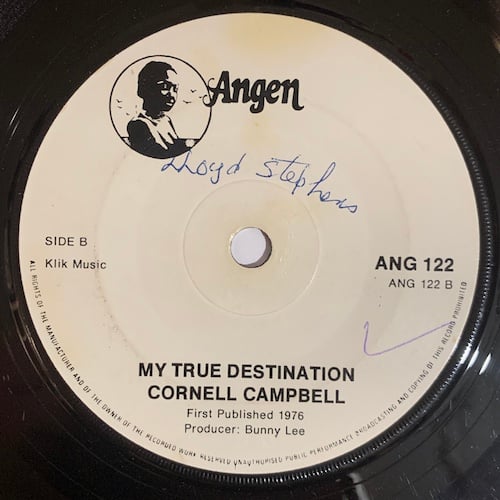 Angen
Lloyd Stephens
SIDE B
Klik Music
ANG 122
ANG 122 B
MY TRUE DESTINATION
CORNELL CAMPBELL
First Published 1976
Producer: Bunny Lee
ALL RIGHTS OF THE MANUFACTURER AND OF THE OWNER OF THE RECORDED WORK RESERVED UNAUTHORISED PUBLIC PERFORMANCE BROADCASTING AND COPYING OF THIS RECORD PROHIBITED